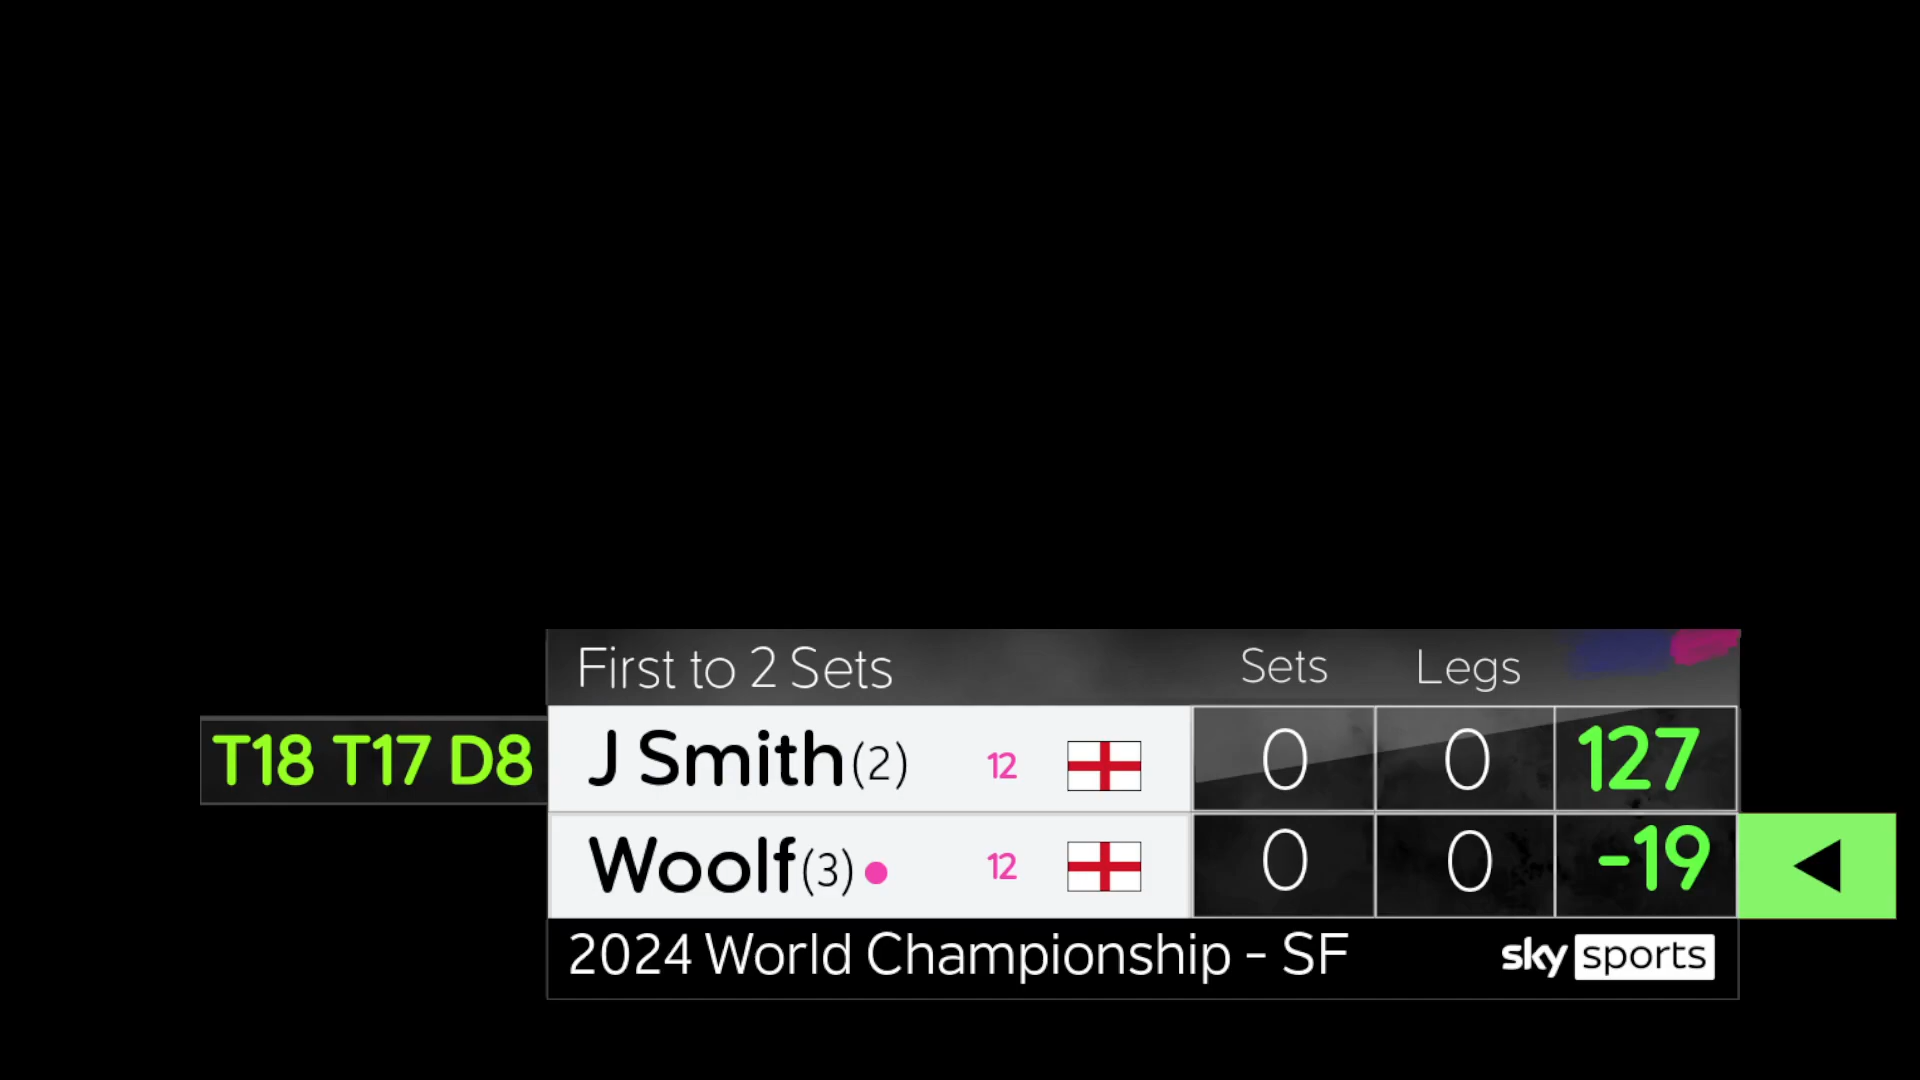 First to 2 Sets Sets Legs
T18 T17 D8 J Smith (2) 12 0 0 127
Woolf (3) 12 0 0 -19
2024 World Championship - SF sky sports